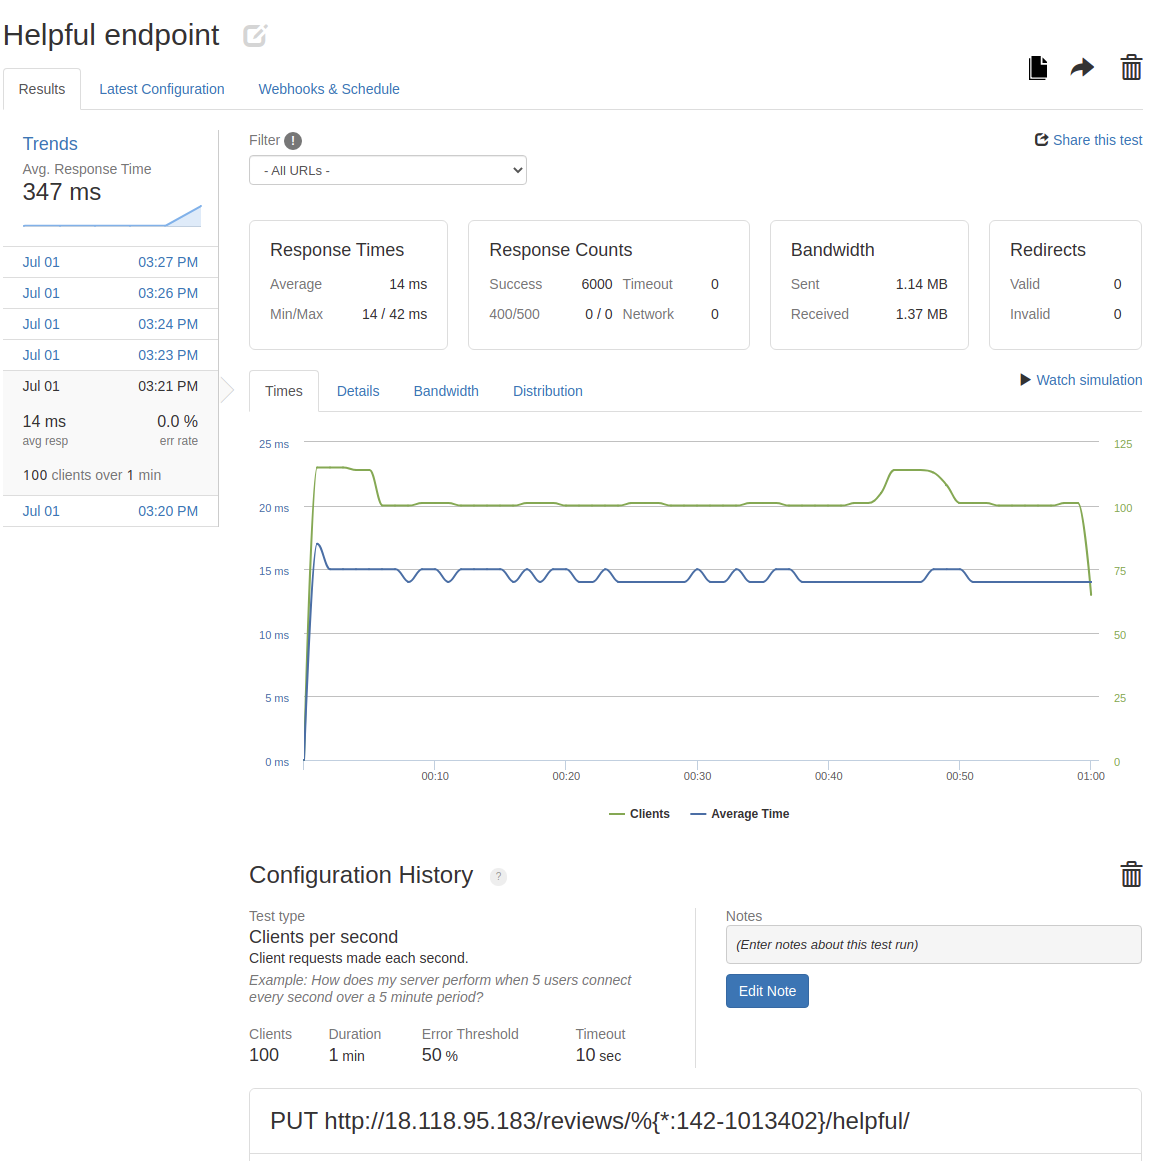 Helpful endpoint
Results
Latest Configuration
Webhooks & Schedule
Trends
Avg. Response Time
347 ms
Jul 01 03:27 PM
Jul 01 03:26 PM
Jul 01 03:24 PM
Jul 01 03:23 PM
Jul 01 03:21 PM
14 ms 0.0 %
avg resp err rate
100 clients over 1 min
Jul 01 03:20 PM
Filter !
Share this test
- All URLs -
Response Times
Average 14 ms
Min/Max 14 / 42 ms
Response Counts
Success 6000 Timeout 0
400/500 0 / 0 Network 0
Bandwidth
Sent 1.14 MB
Received 1.37 MB
Redirects
Valid 0
Invalid 0
Times
Details
Bandwidth
Distribution
Watch simulation
25 ms 125
20 ms 100
15 ms 75
10 ms 50
5 ms 25
0 ms 0
00:10 00:20 00:30 00:40 00:50 01:00
Clients Average Time
Configuration History ?
Test type
Clients per second
Client requests made each second.
Example: How does my server perform when 5 users connect
every second over a 5 minute period?
Clients Duration Error Threshold Timeout
100 1 min 50 % 10 sec
Notes
(Enter notes about this test run)
Edit Note
PUT http://18.118.95.183/reviews/%{*:142-1013402}/helpful/